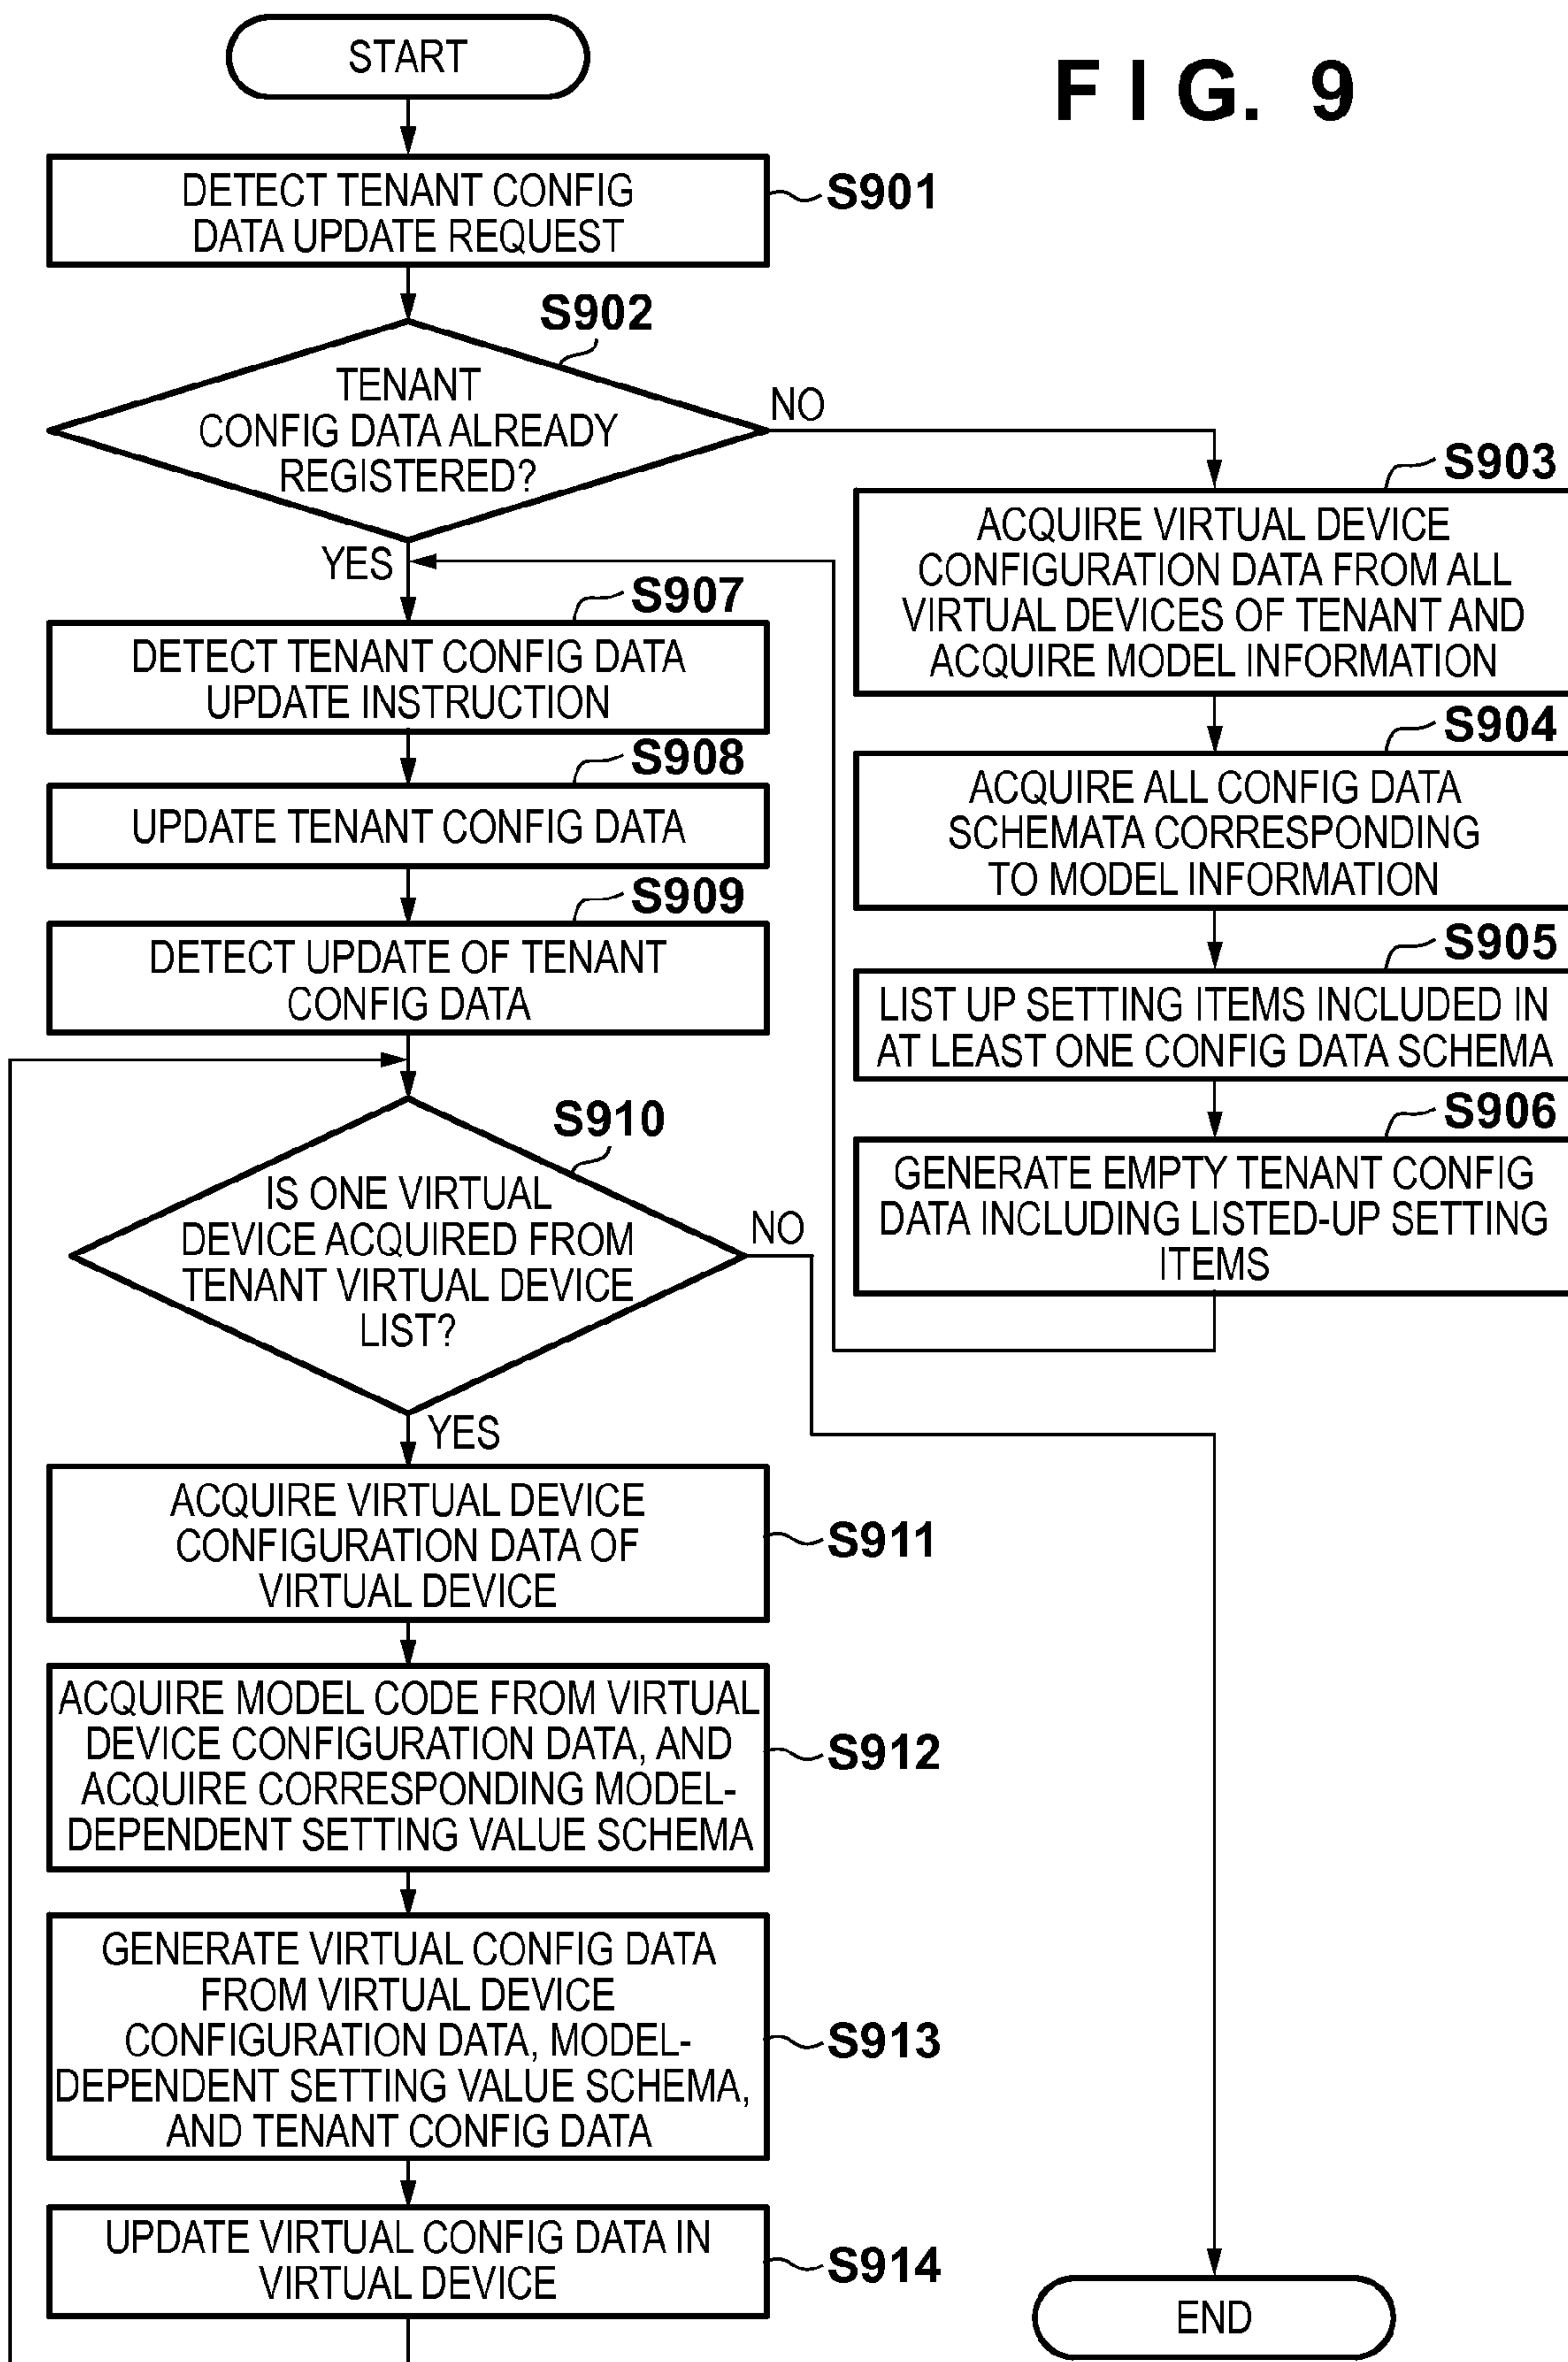 FIG. 9
START
DETECT TENANT CONFIG
DATA UPDATE REQUEST
S901
S902
TENANT
CONFIG DATA ALREADY
REGISTERED?
NO
YES
S903
ACQUIRE VIRTUAL DEVICE
CONFIGURATION DATA FROM ALL
VIRTUAL DEVICES OF TENANT AND
ACQUIRE MODEL INFORMATION
S904
ACQUIRE ALL CONFIG DATA
SCHEMATA CORRESPONDING
TO MODEL INFORMATION
S905
LIST UP SETTING ITEMS INCLUDED IN
AT LEAST ONE CONFIG DATA SCHEMA
S906
GENERATE EMPTY TENANT CONFIG
DATA INCLUDING LISTED-UP SETTING
ITEMS
S907
DETECT TENANT CONFIG DATA
UPDATE INSTRUCTION
S908
UPDATE TENANT CONFIG DATA
S909
DETECT UPDATE OF TENANT
CONFIG DATA
S910
IS ONE VIRTUAL
DEVICE ACQUIRED FROM
TENANT VIRTUAL DEVICE
LIST?
NO
YES
ACQUIRE VIRTUAL DEVICE
CONFIGURATION DATA OF
VIRTUAL DEVICE
S911
ACQUIRE MODEL CODE FROM VIRTUAL
DEVICE CONFIGURATION DATA, AND
ACQUIRE CORRESPONDING MODEL-
DEPENDENT SETTING VALUE SCHEMA
S912
GENERATE VIRTUAL CONFIG DATA
FROM VIRTUAL DEVICE
CONFIGURATION DATA, MODEL-
DEPENDENT SETTING VALUE SCHEMA,
AND TENANT CONFIG DATA
S913
UPDATE VIRTUAL CONFIG DATA IN
VIRTUAL DEVICE
S914
END